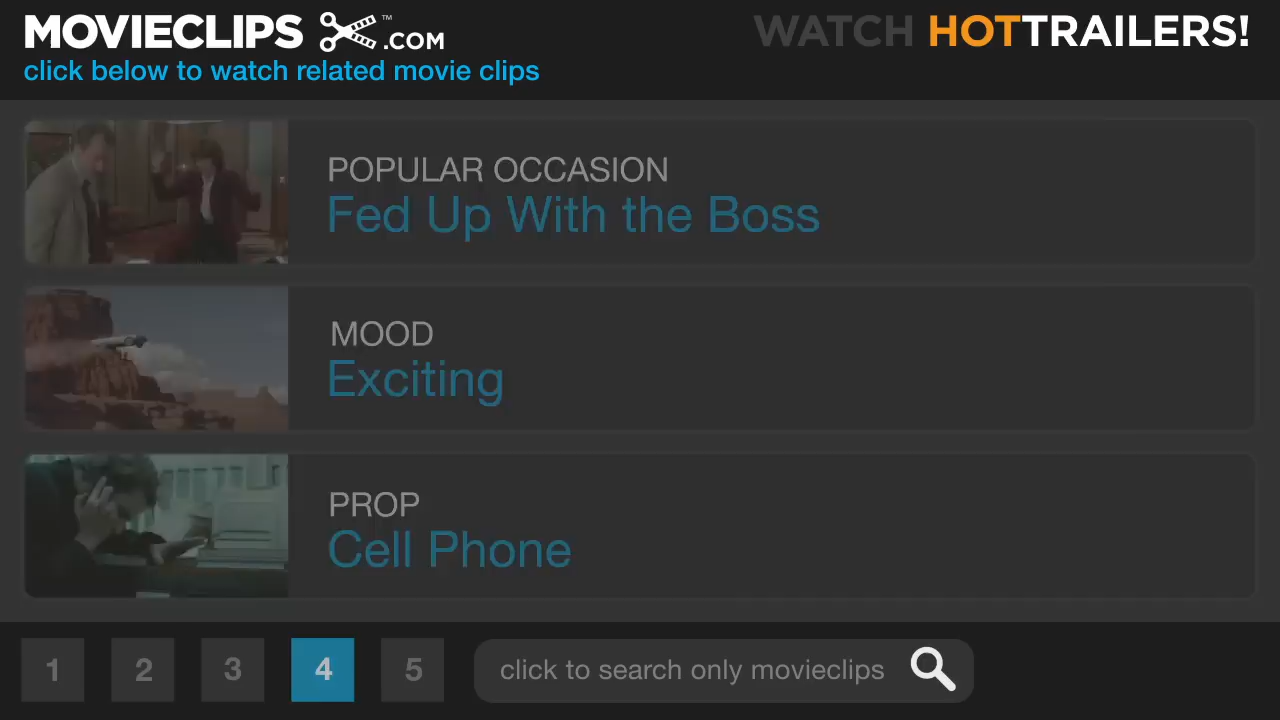 MOVIECLIPS ™ .COM
WATCH HOTTRAILERS!
click below to watch related movie clips
POPULAR OCCASION
Fed Up With the Boss
MOOD
Exciting
PROP
Cell Phone
1 2 3 4 5
click to search only movieclips